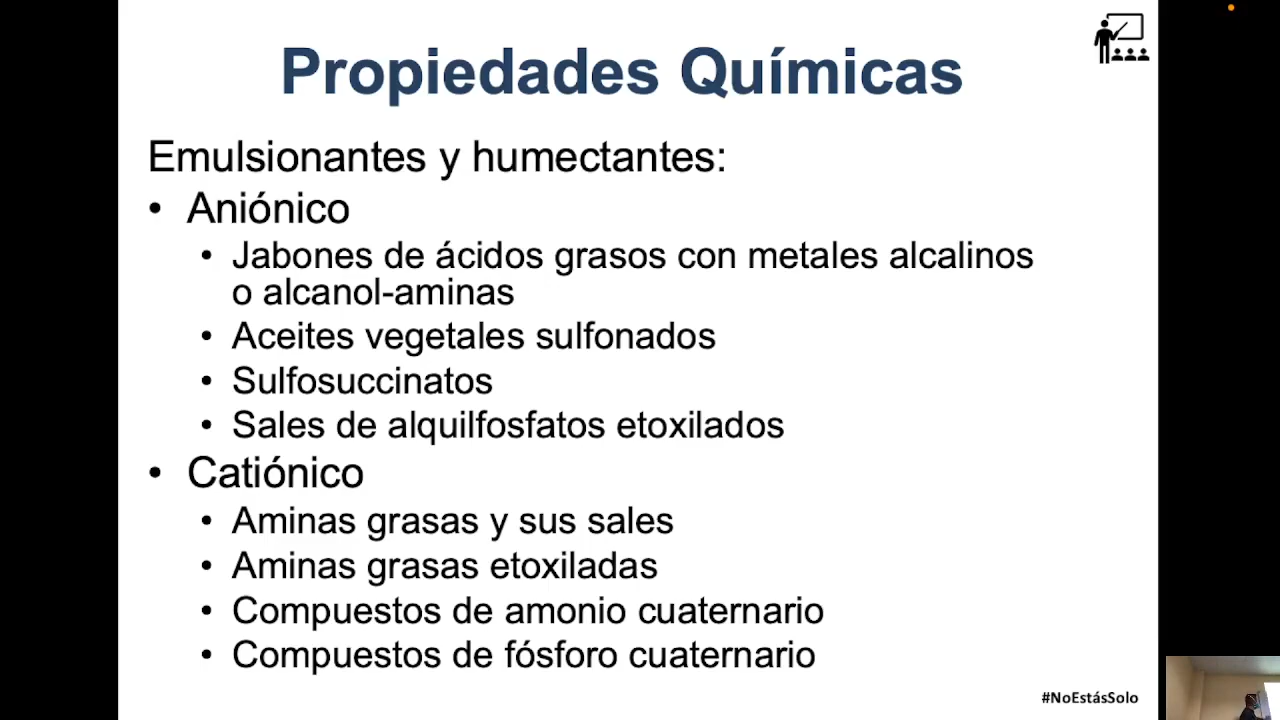 Propiedades Químicas
Emulsionantes y humectantes:
• Aniónico
• Jabones de ácidos grasos con metales alcalinos
o alcanol-aminas
• Aceites vegetales sulfonados
• Sulfosuccinatos
• Sales de alquilfosfatos etoxilados
• Catiónico
• Aminas grasas y sus sales
• Aminas grasas etoxiladas
• Compuestos de amonio cuaternario
• Compuestos de fósforo cuaternario
#NoEstásSolo